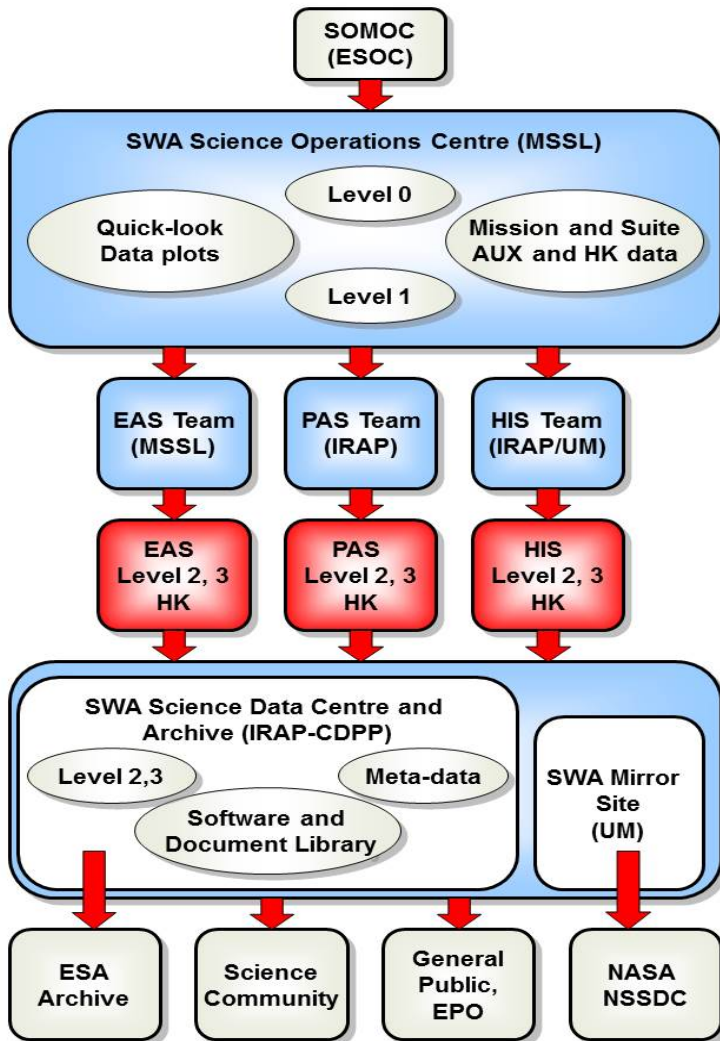 SOMOC
(ESOC)
SWA Science Operations Centre (MSSL)
Level 0
Quick-look
Data plots
Mission and Suite
AUX and HK data
Level 1
EAS Team
(MSSL)
PAS Team
(IRAP)
HIS Team
(IRAP/UM)
EAS
Level 2, 3
HK
PAS
Level 2, 3
HK
HIS
Level 2, 3
HK
SWA Science Data Centre and
Archive (IRAP-CDPP)
Level 2,3
Meta-data
Software and
Document Library
SWA Mirror
Site
(UM)
ESA
Archive
Science
Community
General
Public,
EPO
NASA
NSSDC